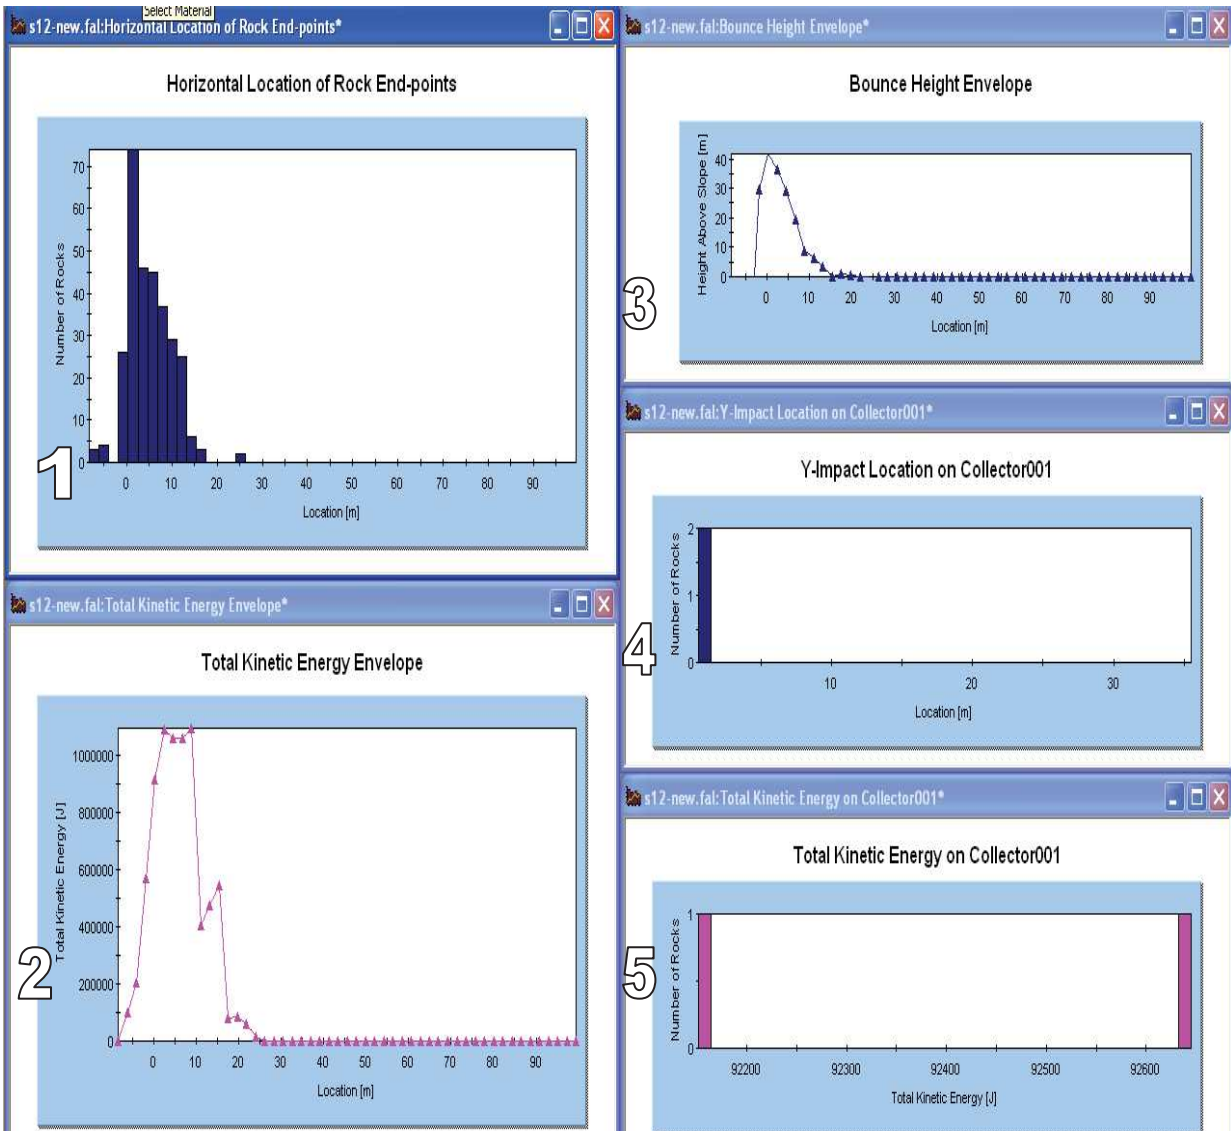 Select Material
s12-new.fal:Horizontal Location of Rock End-points*
Horizontal Location of Rock End-points
Number of Rocks
70
60
50
40
30
20
10
0
0 10 20 30 40 50 60 70 80 90
Location [m]
1
s12-new.fal:Total Kinetic Energy Envelope*
Total Kinetic Energy Envelope
Total Kinetic Energy [J]
1000000
800000
600000
400000
200000
0
0 10 20 30 40 50 60 70 80 90
Location [m]
2
s12-new.fal:Bounce Height Envelope*
Bounce Height Envelope
Height Above Slope [m]
40
30
20
10
0
0 10 20 30 40 50 60 70 80 90
Location [m]
3
s12-new.fal:Y-Impact Location on Collector001*
Y-Impact Location on Collector001
Number of Rocks
2
1
0
10 20 30
Location [m]
4
s12-new.fal:Total Kinetic Energy on Collector001*
Total Kinetic Energy on Collector001
Number of Rocks
1
0
92200 92300 92400 92500 92600
Total Kinetic Energy [J]
5